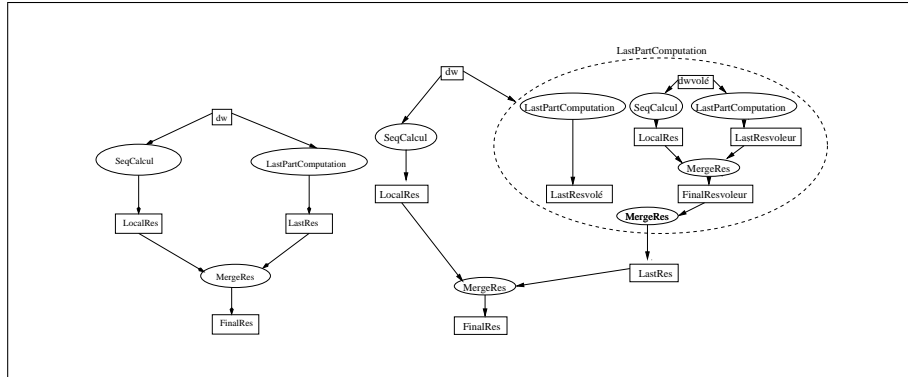 dw
SeqCalcul
LastPartComputation
LocalRes
LastRes
MergeRes
FinalRes
LastPartComputation
dw
dwvolé
LastPartComputation
SeqCalcul
LastPartComputation
SeqCalcul
LocalRes
LastResvoleur
MergeRes
LocalRes
LastResvolé
FinalResvoleur
MergeRes
LastRes
MergeRes
FinalRes